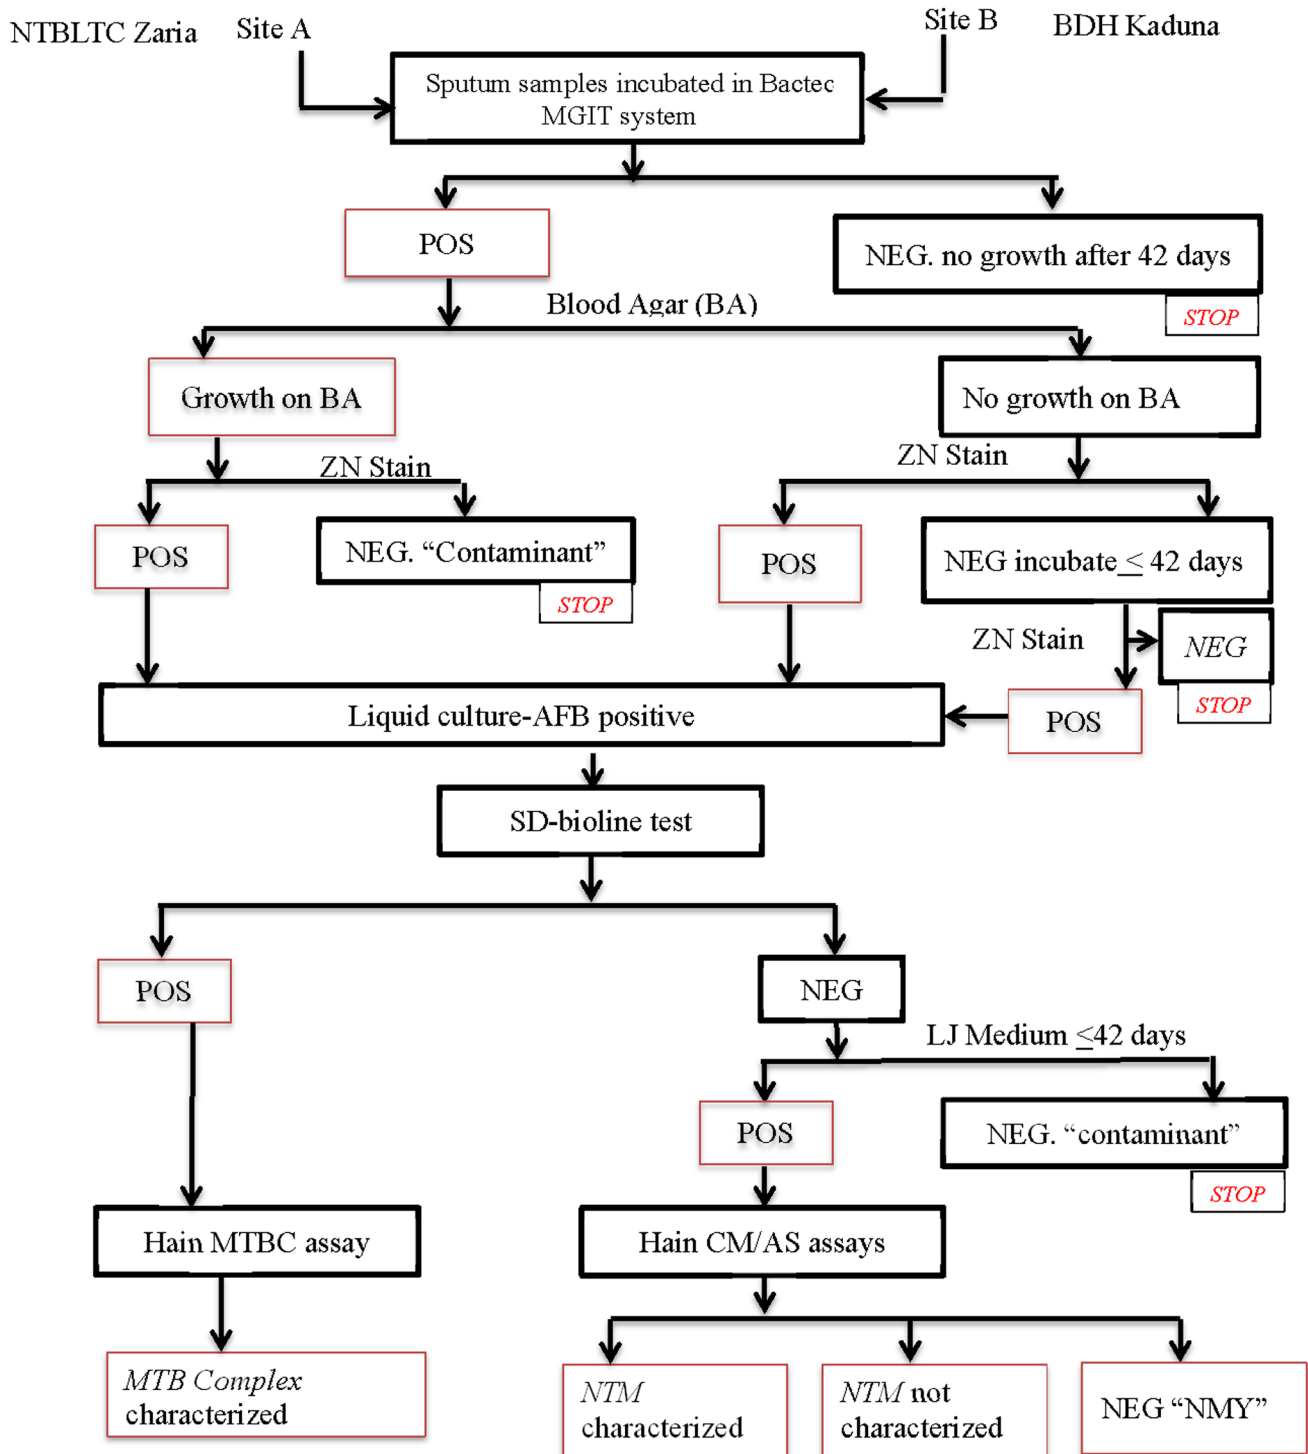 NTBLTC Zaria
Site A
Site B
BDH Kaduna
Sputum samples incubated in Bactec
MGIT system
POS
NEG. no growth after 42 days
STOP
Blood Agar (BA)
Growth on BA
No growth on BA
ZN Stain
ZN Stain
POS
NEG. “Contaminant”
STOP
POS
NEG incubate ≤ 42 days
ZN Stain
NEG
STOP
Liquid culture-AFB positive
POS
SD-bioline test
POS
NEG
LJ Medium ≤42 days
POS
NEG. “contaminant”
STOP
Hain MTBC assay
Hain CM/AS assays
MTB Complex
characterized
NTM
characterized
NTM not
characterized
NEG “NMY”